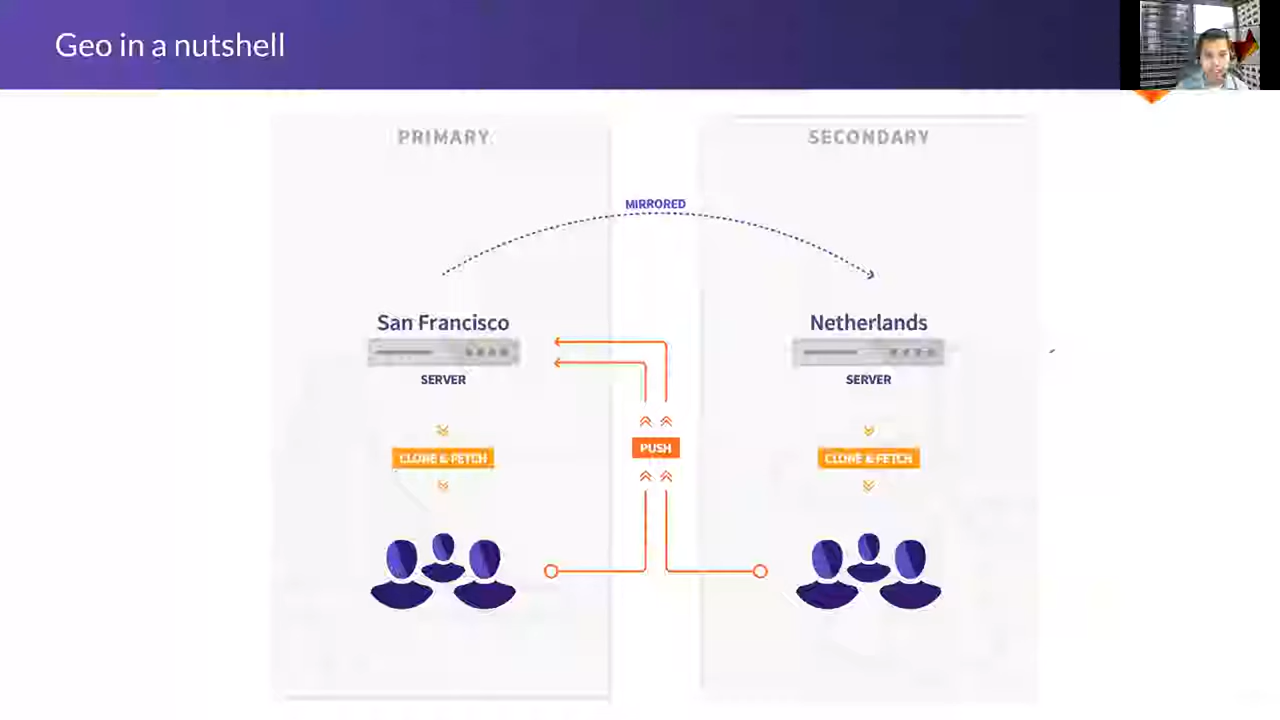 Geo in a nutshell
PRIMARY
SECONDARY
MIRRORED
San Francisco
Netherlands
SERVER
SERVER
PUSH
CLONE & FETCH
CLONE & FETCH